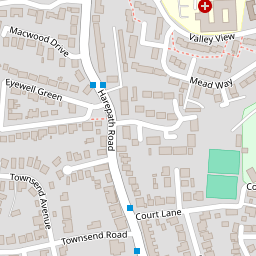 Macwood Drive
Valley View
Mead Way
Eyewell Green
Harepath Road
Townsend Avenue
Court Lane
Townsend Road